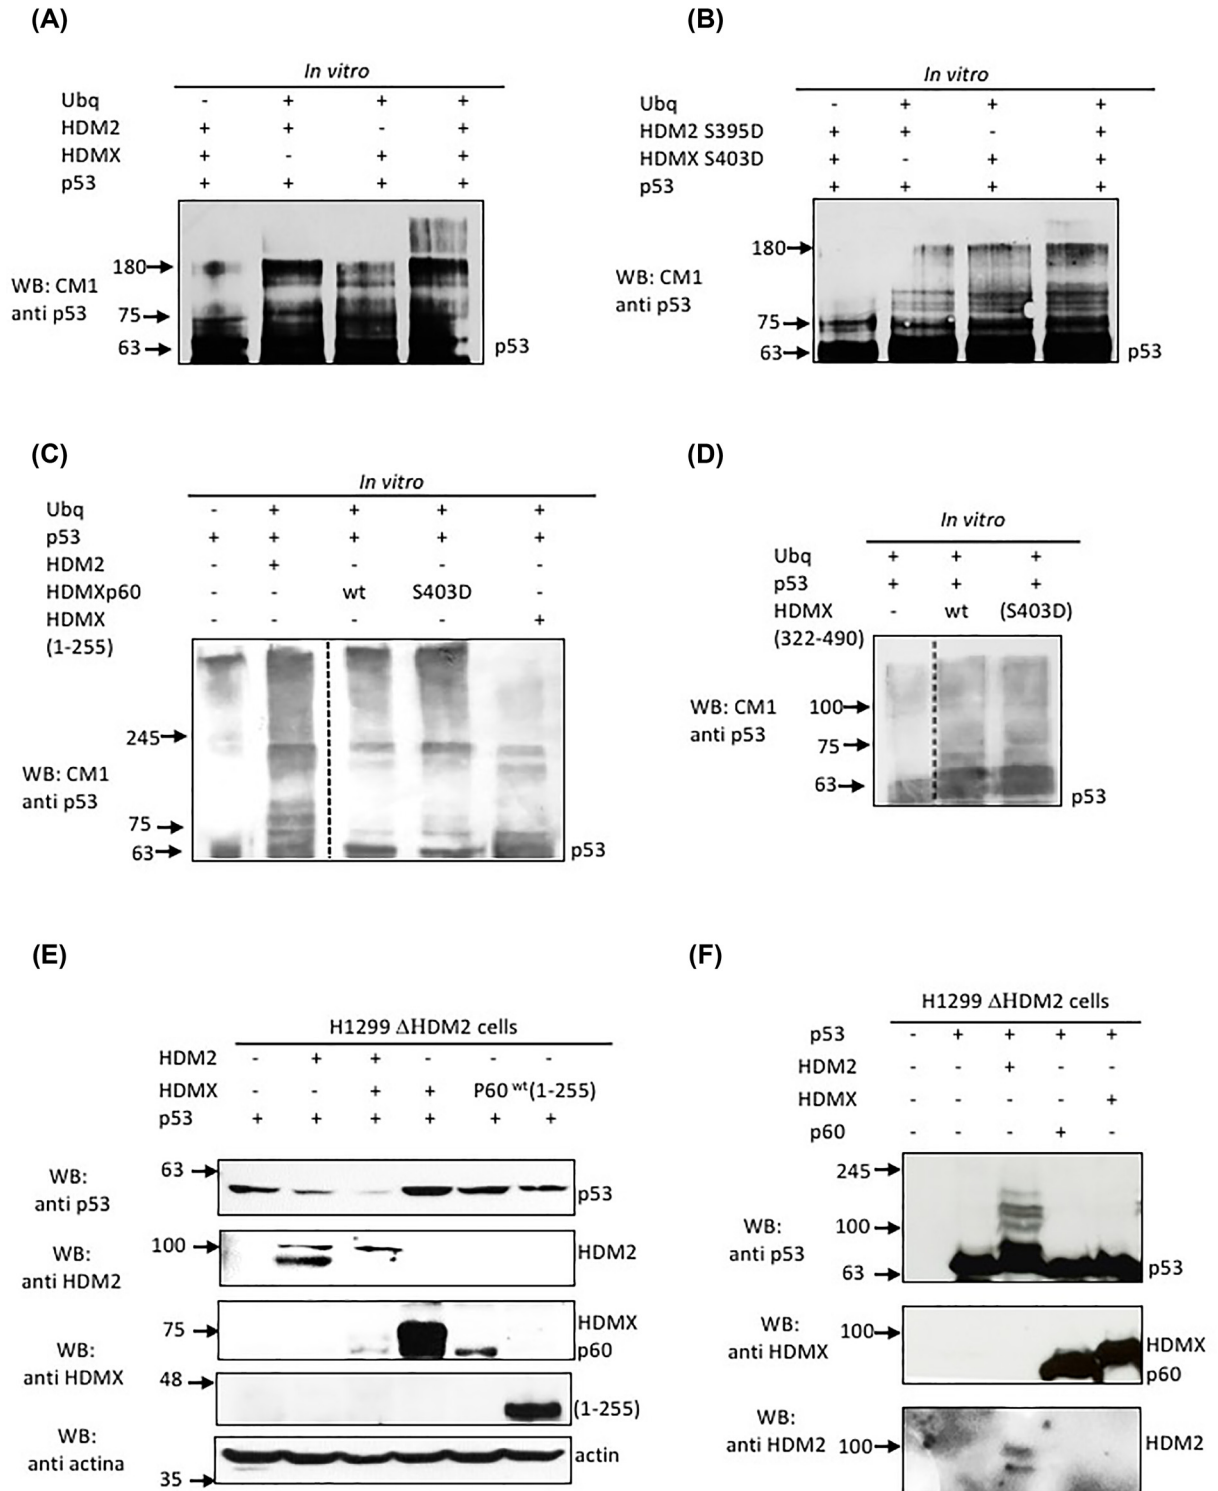 (A)
In vitro
Ubq - + + +
HDM2 + + - +
HDMX + - + +
p53 + + + +
180
WB: CM1
anti p53
75
63
p53
(B)
In vitro
Ubq - + + +
HDM2 S395D + + - +
HDMX S403D + - + +
p53 + + + +
180
WB: CM1
anti p53
75
63
p53
(C)
In vitro
Ubq - + + + +
p53 + + + + +
HDM2 - + - - -
HDMXp60 - - wt S403D -
HDMX - - - - +
(1-255)
245
WB: CM1
anti p53
75
63
p53
(D)
In vitro
Ubq + + +
p53 + + +
HDMX - wt (S403D)
(322-490)
WB: CM1
anti p53
100
75
63
p53
(E)
H1299 ΔHDM2 cells
HDM2 - + + - - -
HDMX - - + + P60 wt (1-255)
p53 + + + + + +
63
WB:
anti p53
p53
100
WB:
anti HDM2
HDM2
75
HDMX
p60
WB:
anti HDMX
48
(1-255)
WB:
anti actina
actin
35
(F)
H1299 ΔHDM2 cells
p53 - + + + +
HDM2 - - + - -
HDMX - - - - +
p60 - - - + -
245
WB:
anti p53
100
63
p53
WB:
anti HDMX
100
HDMX
p60
WB:
anti HDM2
100
HDM2